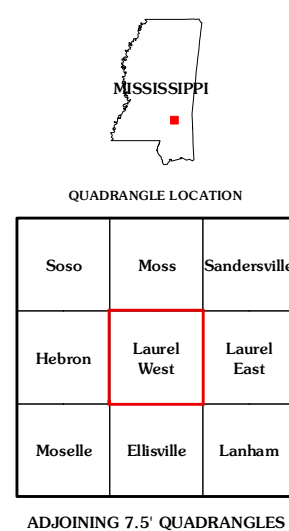 MISSISSIPPI
QUADRANGLE LOCATION
Soso Moss Sandersville
Hebron Laurel West Laurel East
Moselle Ellisville Lanham
ADJOINING 7.5' QUADRANGLES